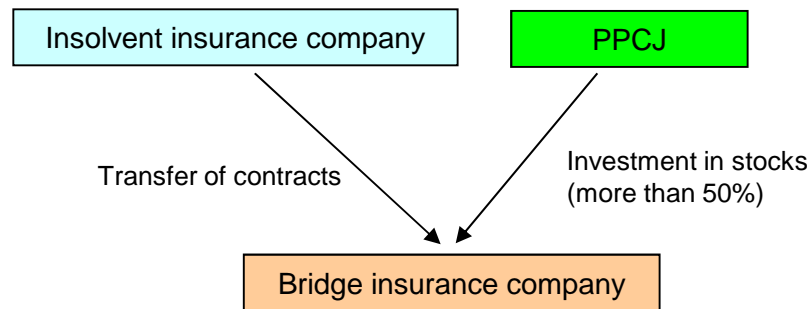 Insolvent insurance company
PPCJ
Transfer of contracts
Investment in stocks
(more than 50%)
Bridge insurance company